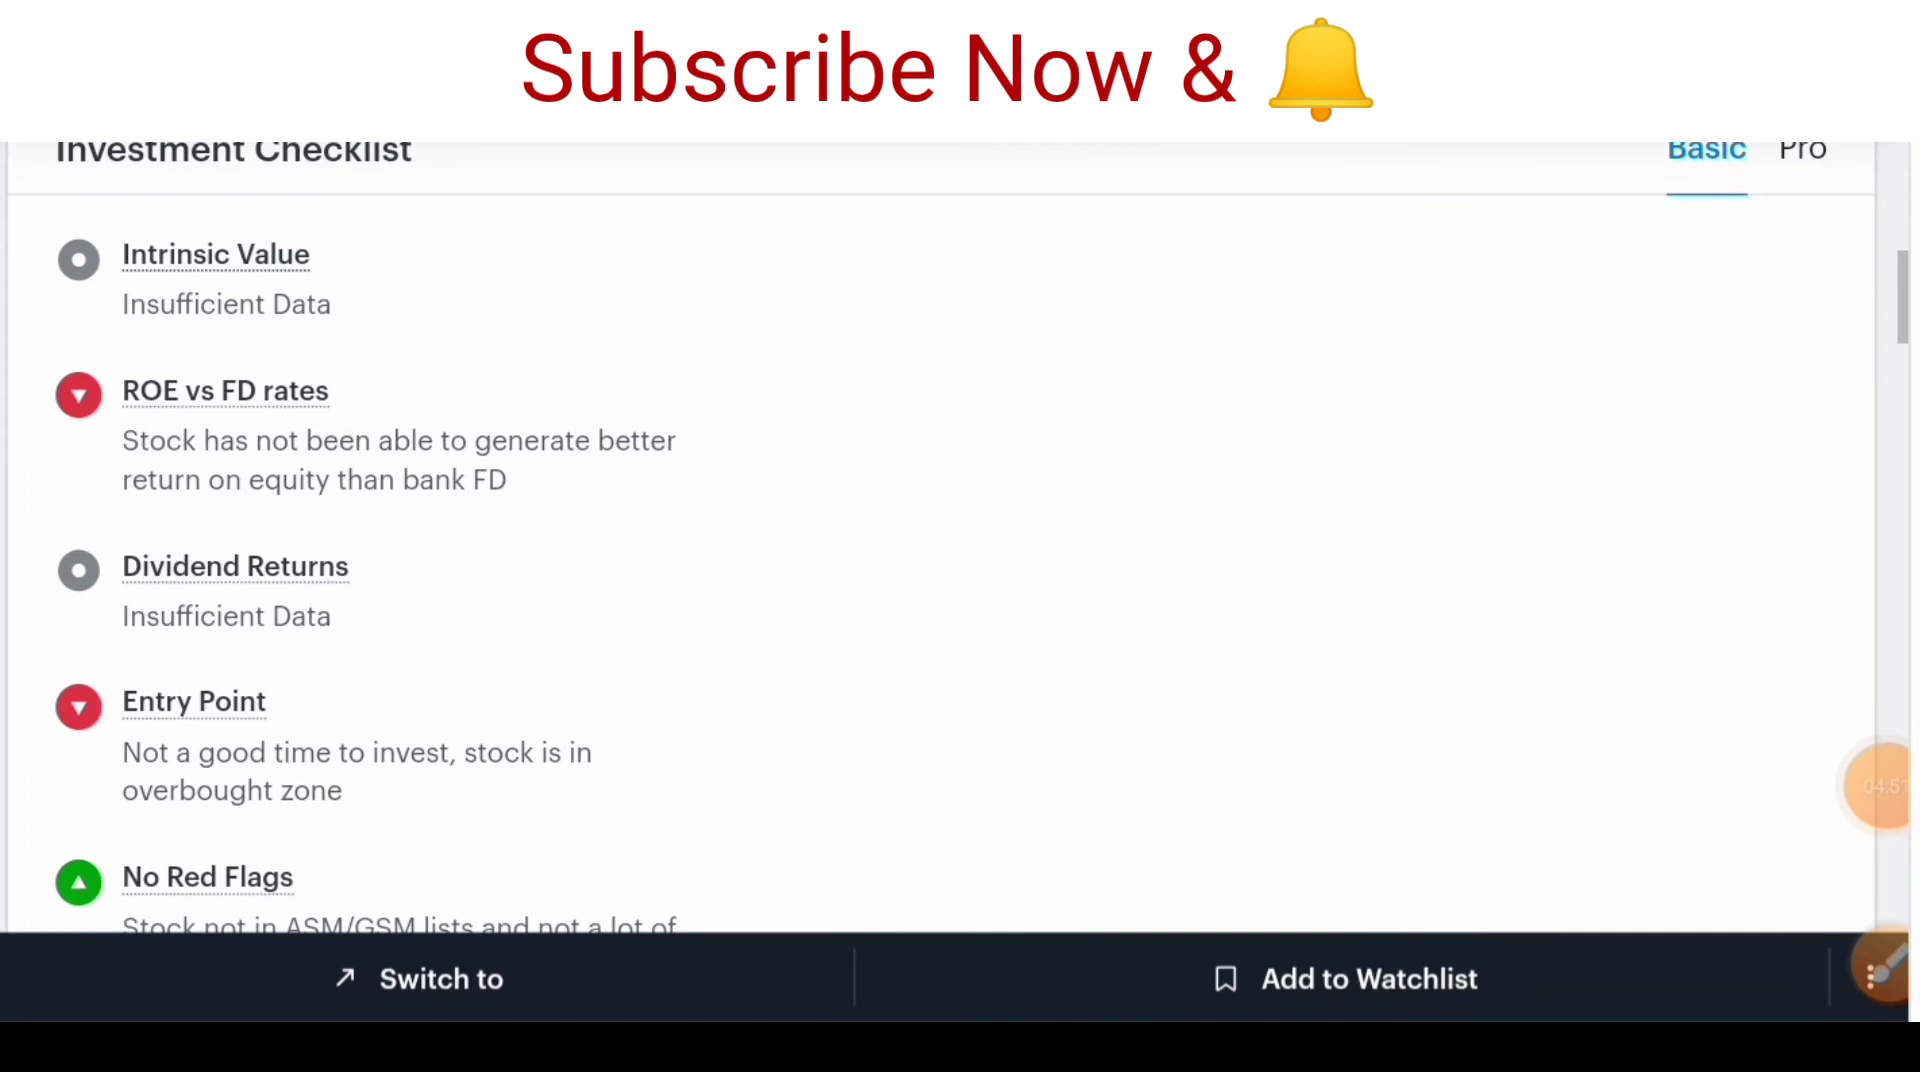 Subscribe Now & 🔔
Investment Checklist
Basic Pro
Intrinsic Value
Insufficient Data
ROE vs FD rates
Stock has not been able to generate better
return on equity than bank FD
Dividend Returns
Insufficient Data
Entry Point
Not a good time to invest, stock is in
overbought zone
04:51
No Red Flags
Stock not in ASM/GSM lists and not a lot of
Switch to
Add to Watchlist